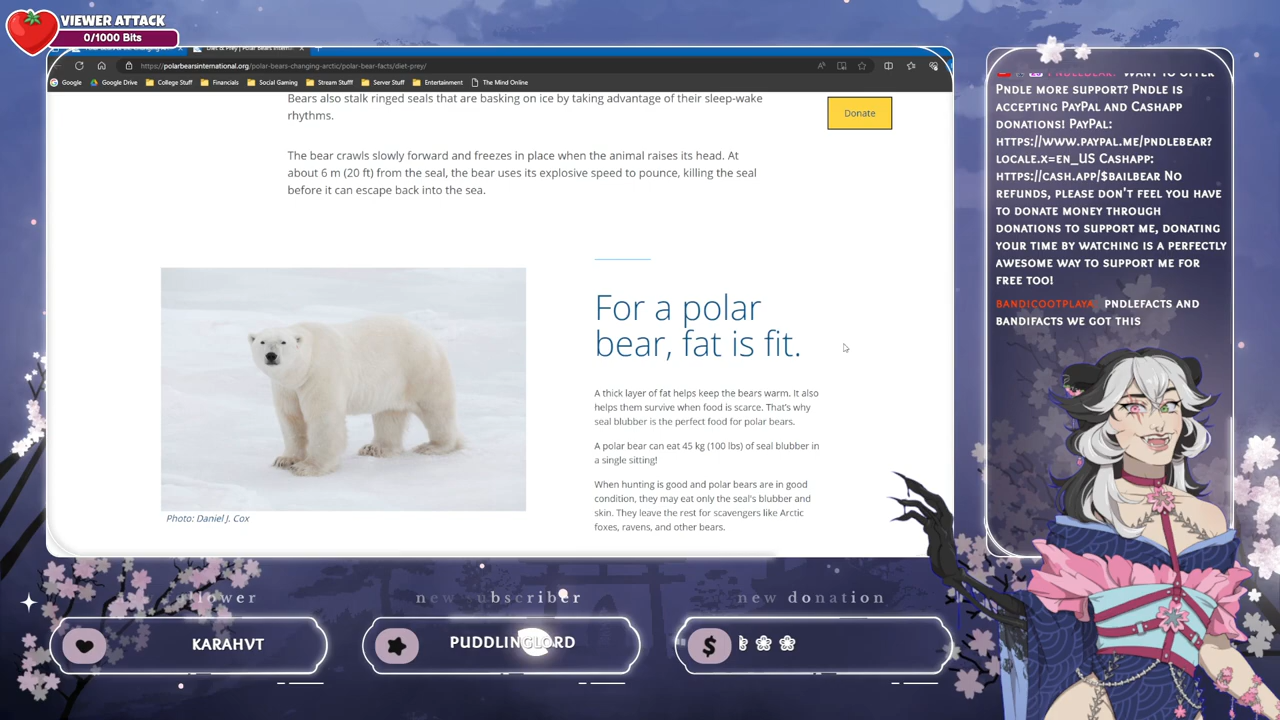 VIEWER ATTACK
0/1000 Bits
https://polarbearsinternational.org/polar-bears-changing-arctic/polar-bear-facts/diet-prey/
Google
Google Drive
College Stuff
Financials
Social Gaming
Stream Stufff
Server Stuff
Entertainment
The Mind Online
Bears also stalk ringed seals that are basking on ice by taking advantage of their sleep-wake
rhythms.
Donate
The bear crawls slowly forward and freezes in place when the animal raises its head. At
about 6 m (20 ft) from the seal, the bear uses its explosive speed to pounce, killing the seal
before it can escape back into the sea.
For a polar
bear, fat is fit.
A thick layer of fat helps keep the bears warm. It also
helps them survive when food is scarce. That's why
seal blubber is the perfect food for polar bears.
A polar bear can eat 45 kg (100 lbs) of seal blubber in
a single sitting!
When hunting is good and polar bears are in good
condition, they may eat only the seal's blubber and
skin. They leave the rest for scavengers like Arctic
foxes, ravens, and other bears.
Photo: Daniel J. Cox
WANT TO OFFER
PNDLE MORE SUPPORT? PNDLE IS
ACCEPTING PAYPAL AND CASHAPP
DONATIONS! PAYPAL:
HTTPS://WWW.PAYPAL.ME/PNDLEBEAR?
LOCALE.X=EN_US CASHAPP:
HTTPS://CASH.APP/$BAILBEAR NO
REFUNDS, PLEASE DON'T FEEL YOU HAVE
TO DONATE MONEY THROUGH
DONATIONS TO SUPPORT ME, DONATING
YOUR TIME BY WATCHING IS A PERFECTLY
AWESOME WAY TO SUPPORT ME FOR
FREE TOO!
BANDICOOTPLAYA PNDLEFACTS AND
BANDIFACTS WE GOT THIS
new subscriber
new donation
KARAHVT
PUDDLINGLORD